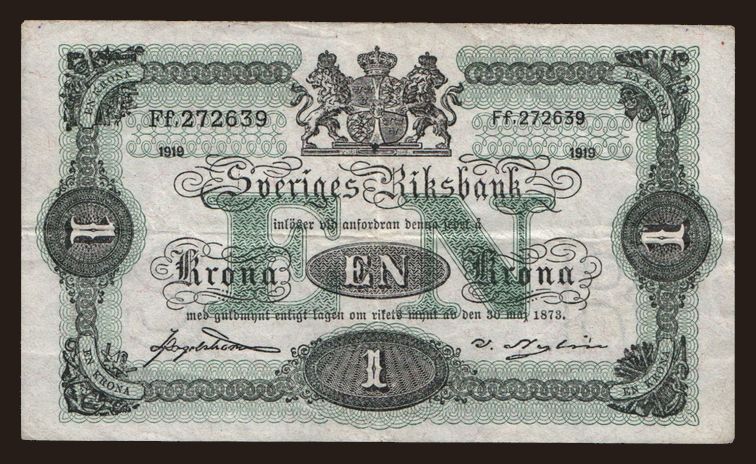 EN KRONA
EN KRONA
Ff.272639
Ff.272639
1919
1919
Sveriges Riksbank
inlöser vid anfordran denna sedel å
1
1
Krona
EN
Krona
med guldmynt enligt lagen om rikets mynt av den 30 maj 1873.
EN KRONA
1
EN KRONA